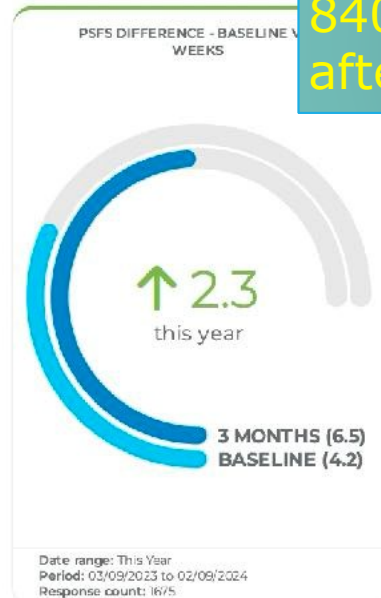 PSFS DIFFERENCE - BASELINE
WEEKS
840
afte
↑ 2.3
this year
3 MONTHS (6.5)
BASELINE (4.2)
Date range: This Year
Period: 03/09/2023 to 02/09/2024
Response count: 1675